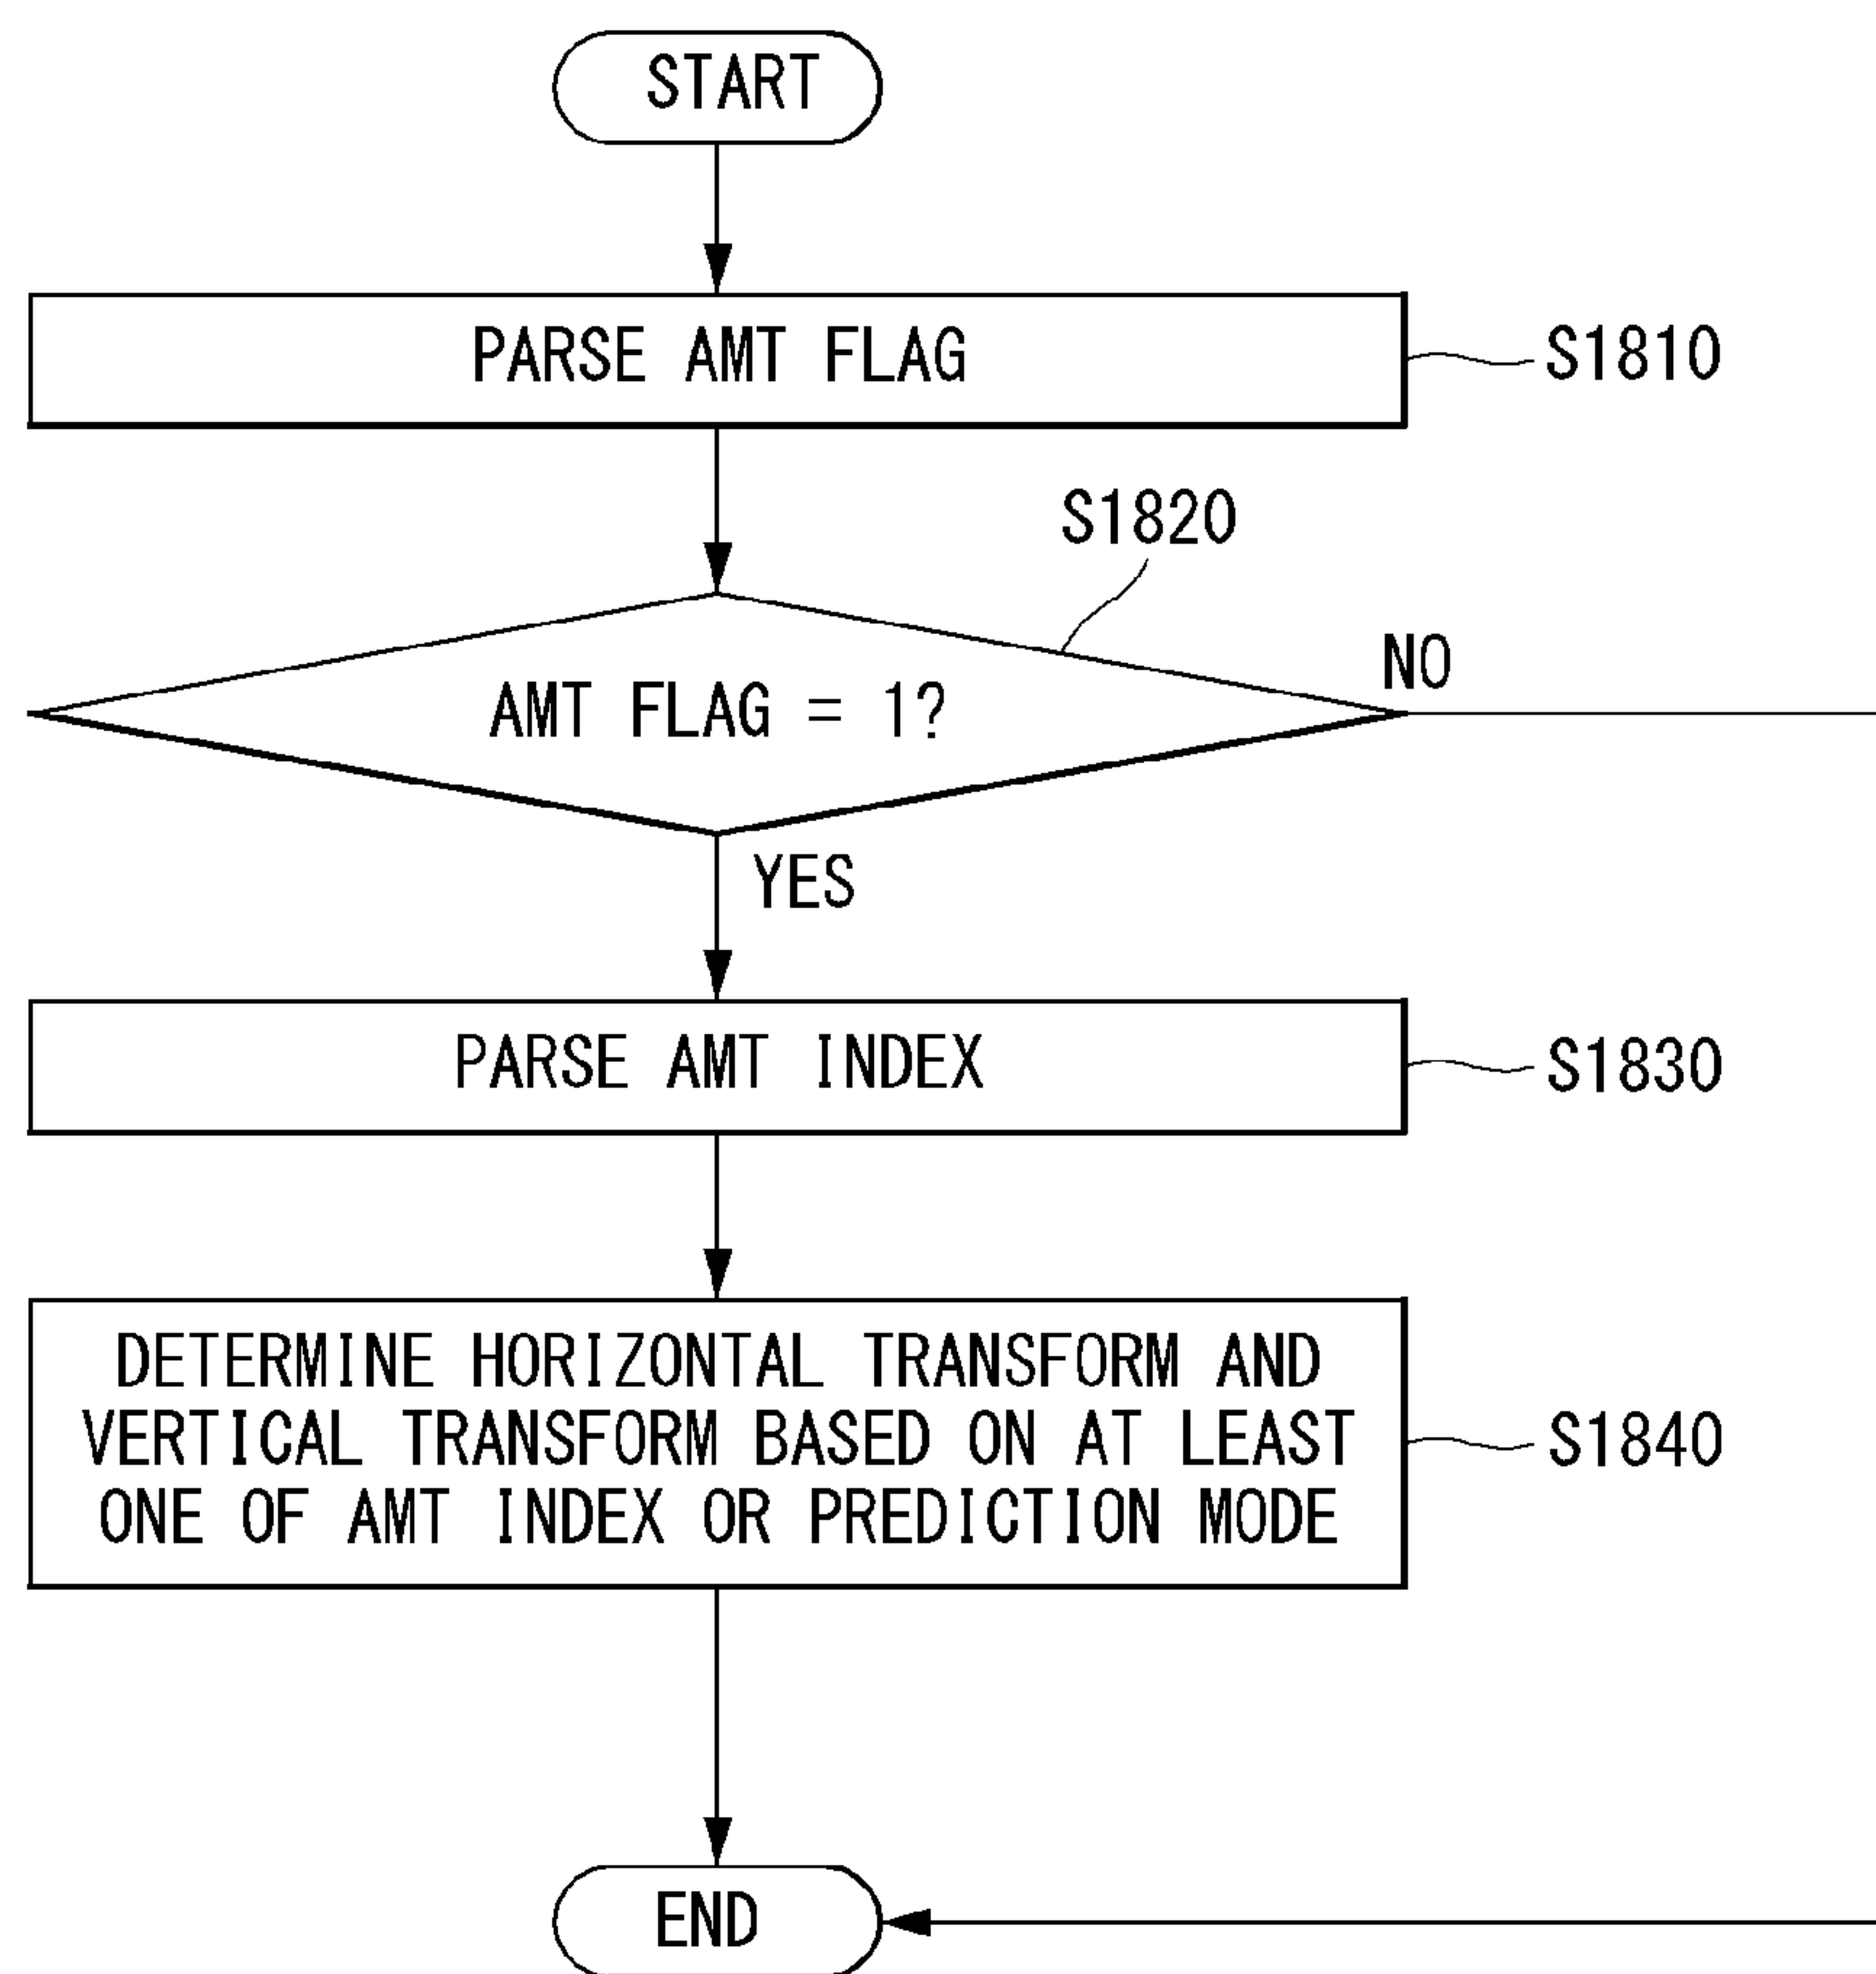 START
PARSE AMT FLAG
S1810
S1820
AMT FLAG = 1?
NO
YES
PARSE AMT INDEX
S1830
DETERMINE HORIZONTAL TRANSFORM AND
VERTICAL TRANSFORM BASED ON AT LEAST
ONE OF AMT INDEX OR PREDICTION MODE
S1840
END